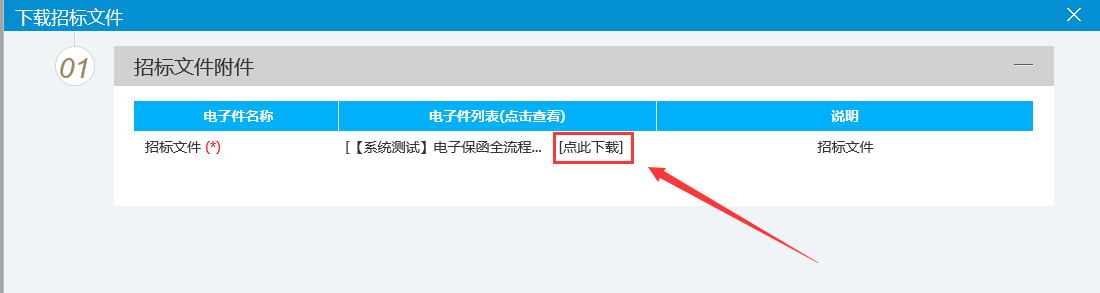 下载招标文件
01
招标文件附件
电子件名称 电子件列表(点击查看) 说明
招标文件 (*) [【系统测试】电子保函全流程... [点此下载] 招标文件